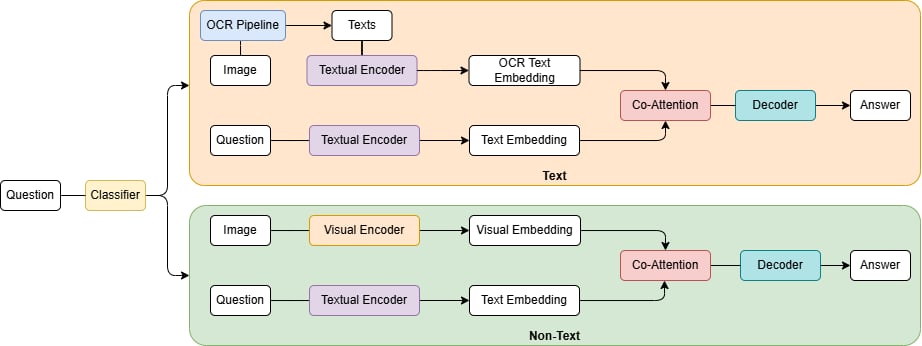 OCR Pipeline
Texts
Image
Textual Encoder
OCR Text
Embedding
Co-Attention
Decoder
Answer
Question
Textual Encoder
Text Embedding
Text
Question
Classifier
Image
Visual Encoder
Visual Embedding
Co-Attention
Decoder
Answer
Question
Textual Encoder
Text Embedding
Non-Text